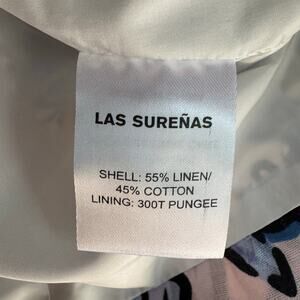 LAS SUREÑAS
SHELL: 55% LINEN/
45% COTTON
LINING: 300T PUNGEE